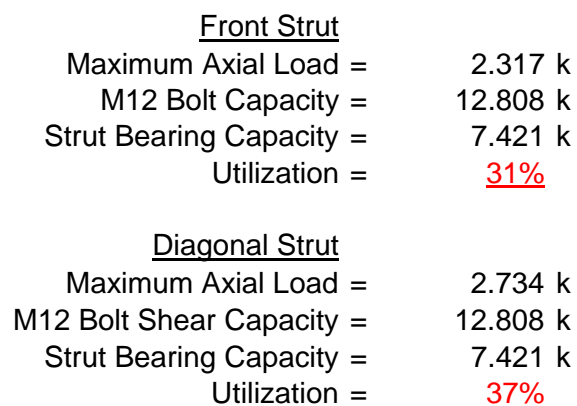 Front Strut
Maximum Axial Load = 2.317 k
M12 Bolt Capacity = 12.808 k
Strut Bearing Capacity = 7.421 k
Utilization = 31%
Diagonal Strut
Maximum Axial Load = 2.734 k
M12 Bolt Shear Capacity = 12.808 k
Strut Bearing Capacity = 7.421 k
Utilization = 37%